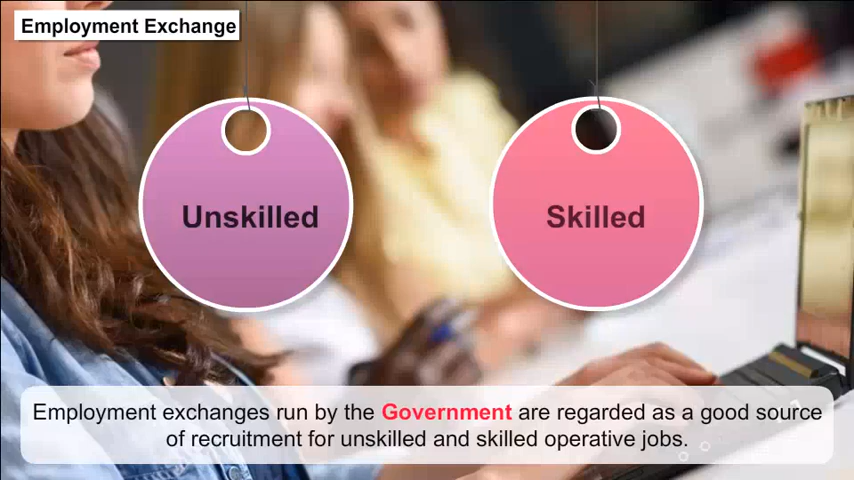 Employment Exchange
Unskilled
Skilled
Employment exchanges run by the Government are regarded as a good source
of recruitment for unskilled and skilled operative jobs.